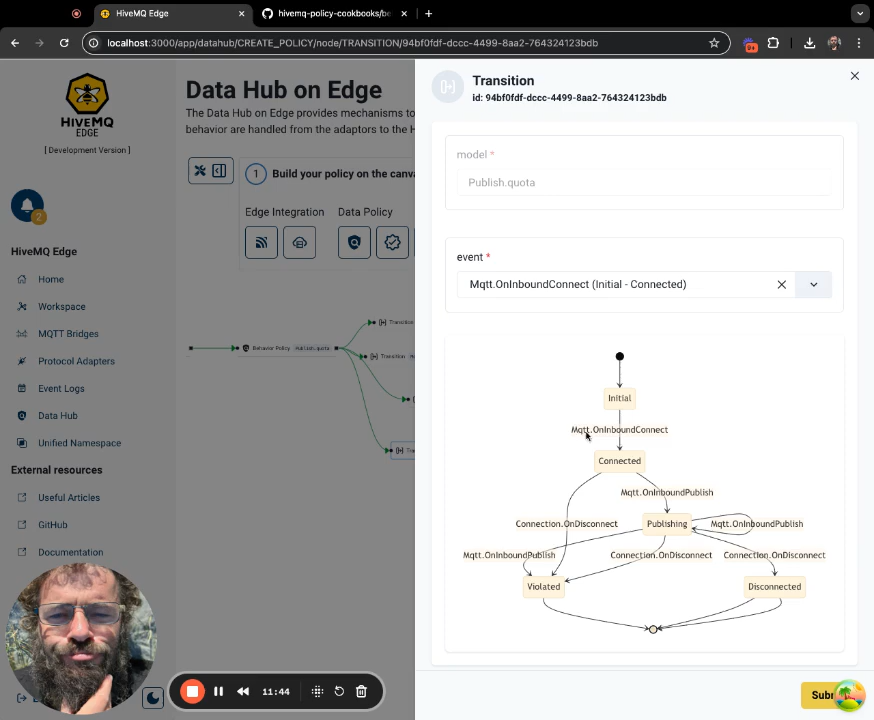 HiveMQ Edge
hivemq-policy-cookbooks/be
localhost:3000/app/datahub/CREATE_POLICY/node/TRANSITION/94bf0fdf-dccc-4499-8aa2-764324123bdb
9+
HIVEMQ
EDGE
[ Development Version ]
2
HiveMQ Edge
Home
Workspace
MQTT Bridges
Protocol Adapters
Event Logs
Data Hub
Unified Namespace
External resources
Useful Articles
GitHub
Documentation
Data Hub on Edge
The Data Hub on Edge provides mechanisms to
behavior are handled from the adaptors to the H
1 Build your policy on the canva
Edge Integration Data Policy
Transition
Behavior Policy Publish.quota Transition
Transition
id: 94bf0fdf-dccc-4499-8aa2-764324123bdb
model *
Publish.quota
event *
Mqtt.OnInboundConnect (Initial - Connected)
Initial
Mqtt.OnInboundConnect
Connected
Mqtt.OnInboundPublish
Connection.OnDisconnect Publishing Mqtt.OnInboundPublish
Mqtt.OnInboundPublish Connection.OnDisconnect Connection.OnDisconnect
Violated Disconnected
11:44
Sub